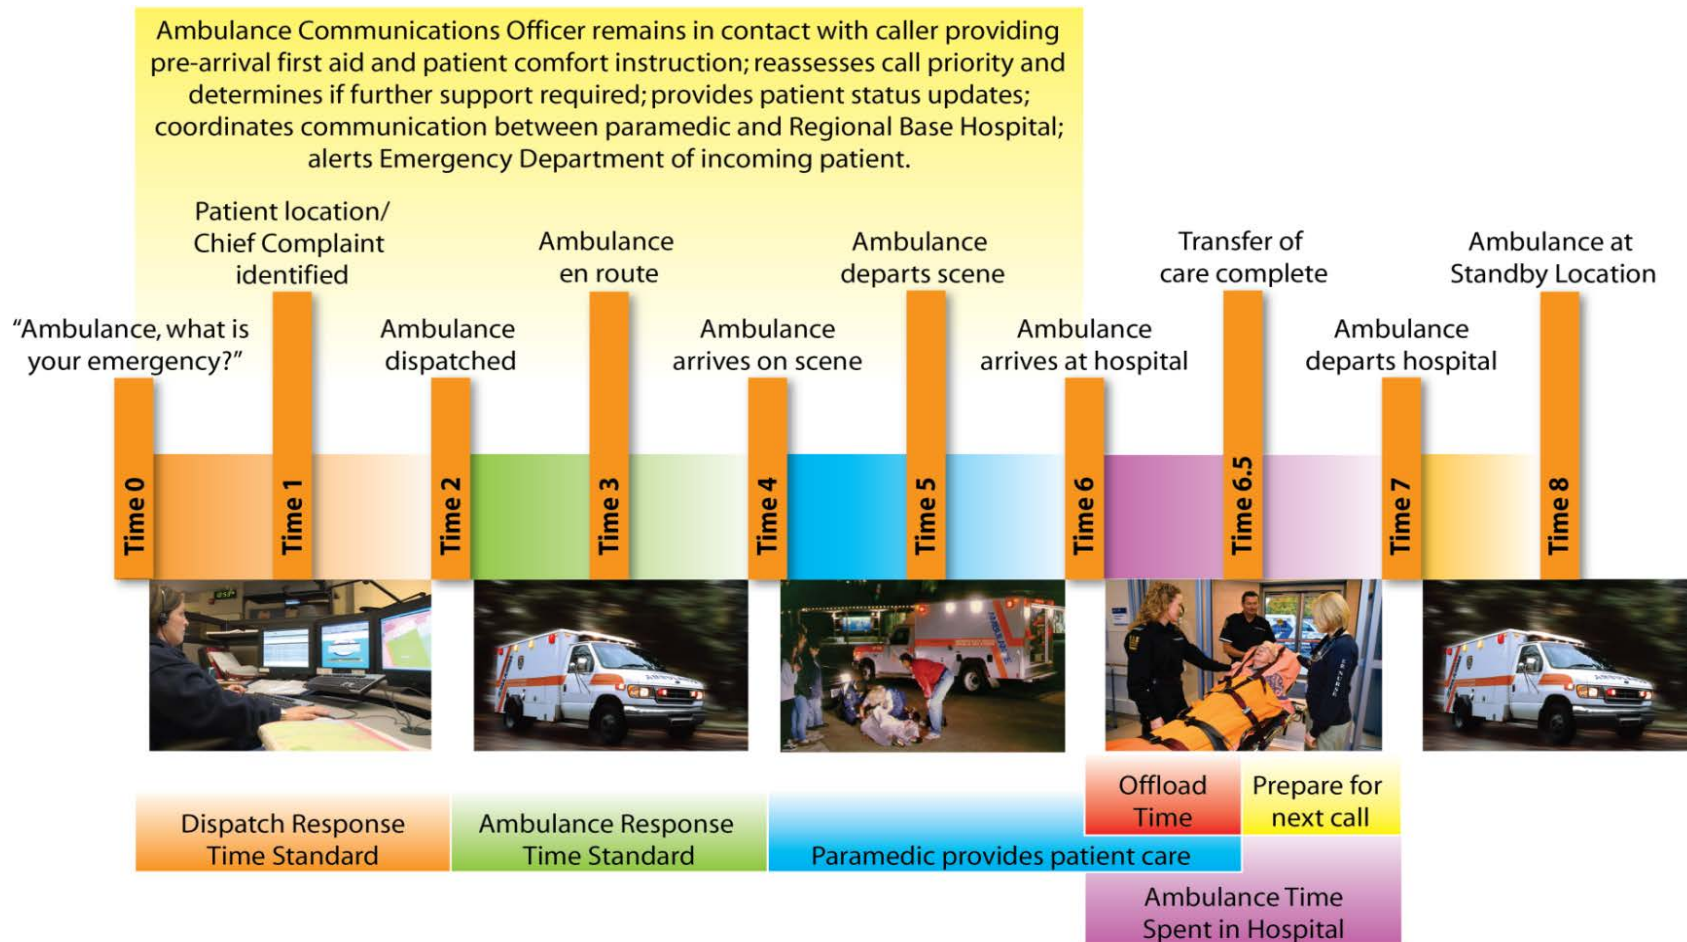 Ambulance Communications Officer remains in contact with caller providing
pre-arrival first aid and patient comfort instruction; reassesses call priority and
determines if further support required; provides patient status updates;
coordinates communication between paramedic and Regional Base Hospital;
alerts Emergency Department of incoming patient.
"Ambulance, what is
your emergency?"
Patient location/
Chief Complaint
identified
Ambulance
dispatched
Ambulance
en route
Ambulance
arrives on scene
Ambulance
departs scene
Ambulance
arrives at hospital
Transfer of
care complete
Ambulance
departs hospital
Ambulance at
Standby Location
Time 0
Time 1
Time 2
Time 3
Time 4
Time 5
Time 6
Time 6.5
Time 7
Time 8
ER NURSE
Dispatch Response
Time Standard
Ambulance Response
Time Standard
Paramedic provides patient care
Offload
Time
Prepare for
next call
Ambulance Time
Spent in Hospital